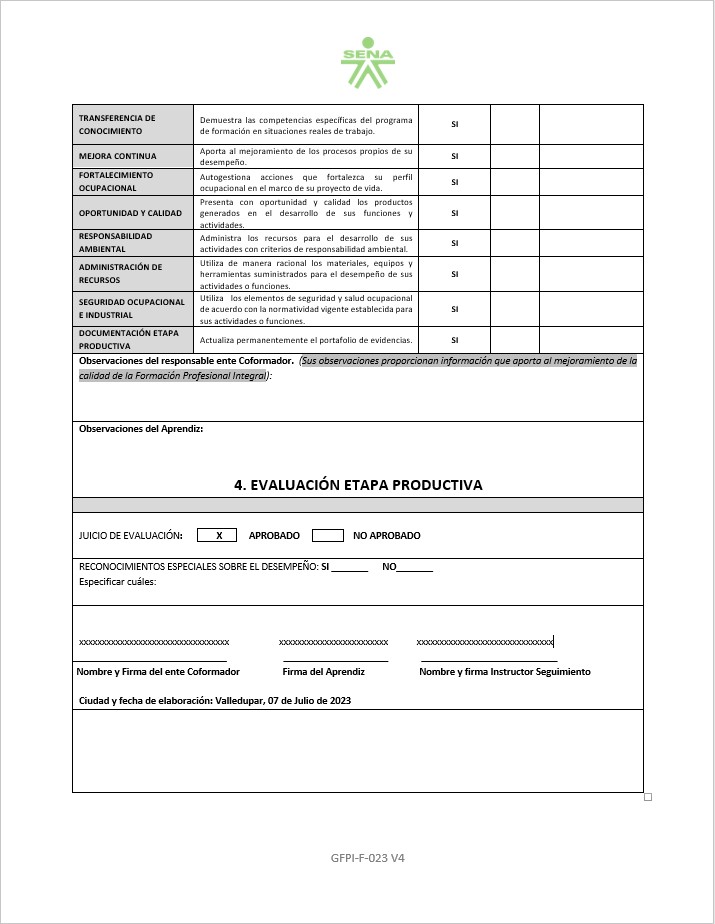 SENA
TRANSFERENCIA DE
CONOCIMIENTO
Demuestra las competencias específicas del programa
de formación en situaciones reales de trabajo.
SI
MEJORA CONTINUA
Aporta al mejoramiento de los procesos propios de su
desempeño.
SI
FORTALECIMIENTO
OCUPACIONAL
Autogestiona acciones que fortalezca su perfil
ocupacional en el marco de su proyecto de vida.
SI
OPORTUNIDAD Y CALIDAD
Presenta con oportunidad y calidad los productos
generados en el desarrollo de sus funciones y
actividades.
SI
RESPONSABILIDAD
AMBIENTAL
Administra los recursos para el desarrollo de sus
actividades con criterios de responsabilidad ambiental.
SI
ADMINISTRACIÓN DE
RECURSOS
Utiliza de manera racional los materiales, equipos y
herramientas suministrados para el desempeño de sus
actividades o funciones.
SI
SEGURIDAD OCUPACIONAL
E INDUSTRIAL
Utiliza los elementos de seguridad y salud ocupacional
de acuerdo con la normatividad vigente establecida para
sus actividades o funciones.
SI
DOCUMENTACIÓN ETAPA
PRODUCTIVA
Actualiza permanentemente el portafolio de evidencias.
SI
Observaciones del responsable ente Coformador. (Sus observaciones proporcionan información que aporta al mejoramiento de la
calidad de la Formación Profesional Integral):
Observaciones del Aprendiz:
4. EVALUACIÓN ETAPA PRODUCTIVA
JUICIO DE EVALUACIÓN: X APROBADO NO APROBADO
RECONOCIMIENTOS ESPECIALES SOBRE EL DESEMPEÑO: SI _______ NO_______
Especificar cuáles:
xxxxxxxxxxxxxxxxxxxxxxxxxxxxxx xxxxxxxxxxxxxxxxxxxxxx xxxxxxxxxxxxxxxxxxxxxxxxxxx
Nombre y Firma del ente Coformador Firma del Aprendiz Nombre y firma Instructor Seguimiento
Ciudad y fecha de elaboración: Valledupar, 07 de Julio de 2023
GFPI-F-023 V4